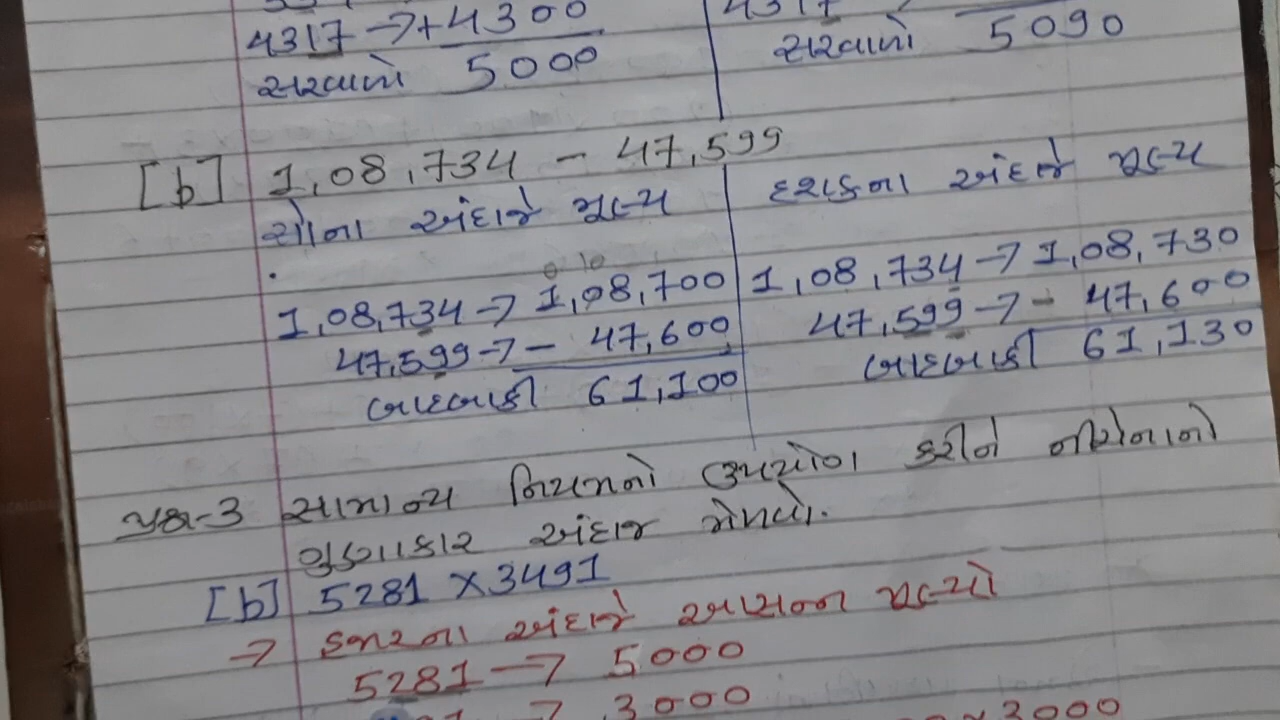 4317 → +4300
સરવાળો 5000
સરવાળો 5090
[b] 1,08,734 - 47,599
સોના અંદાજે મૂલ્ય
1,08,734 → 1,08,700
47,599 → - 47,600
બાદબાકી 61,100
દશકના અંદાજે મૂલ્ય
1,08,734 → 1,08,730
47,599 → - 47,600
બાદબાકી 61,130
પ્રશ્ન-3 સામાન્ય નિયમનો ઉપયોગ કરીને નીચેનાનો
ગુણાકાર અંદાજ મેળવો.
[b] 5281 × 3491
→ હજારના અંદાજે આસન્ન મૂલ્યો
5281 → 5000
3000